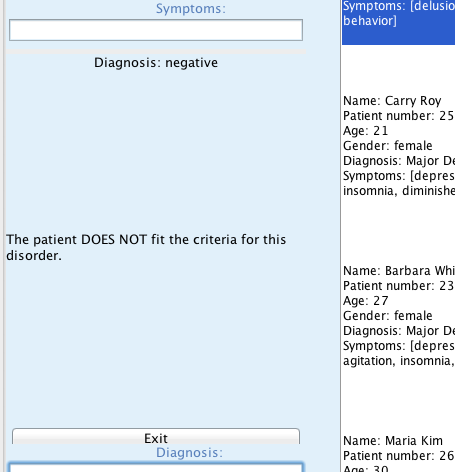 Symptoms:
Diagnosis: negative
The patient DOES NOT fit the criteria for this
disorder.
Exit
Diagnosis:
Symptoms: [delusio
behavior]
Name: Carry Roy
Patient number: 25
Age: 21
Gender: female
Diagnosis: Major De
Symptoms: [depres
insomnia, diminishe
Name: Barbara Whi
Patient number: 23
Age: 27
Gender: female
Diagnosis: Major De
Symptoms: [depres
agitation, insomnia,
Name: Maria Kim
Patient number: 26
Age: 30